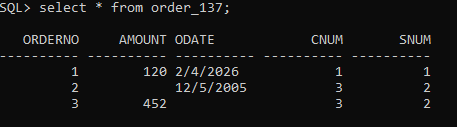 SQL> select * from order_137;
ORDERNO AMOUNT ODATE CNUM SNUM
---------- ---------- ---------- ---------- ----------
1 120 2/4/2026 1 1
2 12/5/2005 3 2
3 452 3 2